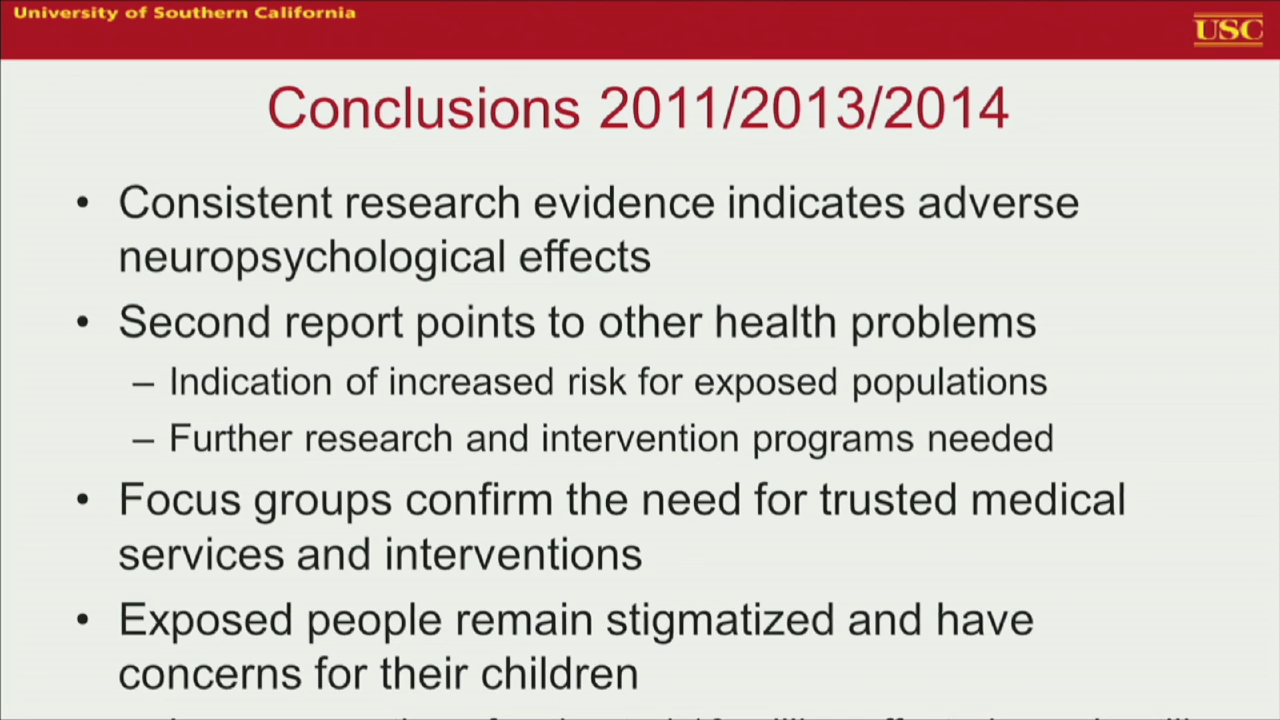 University of Southern California
USC
Conclusions 2011/2013/2014
• Consistent research evidence indicates adverse
neuropsychological effects
• Second report points to other health problems
– Indication of increased risk for exposed populations
– Further research and intervention programs needed
• Focus groups confirm the need for trusted medical
services and interventions
• Exposed people remain stigmatized and have
concerns for their children